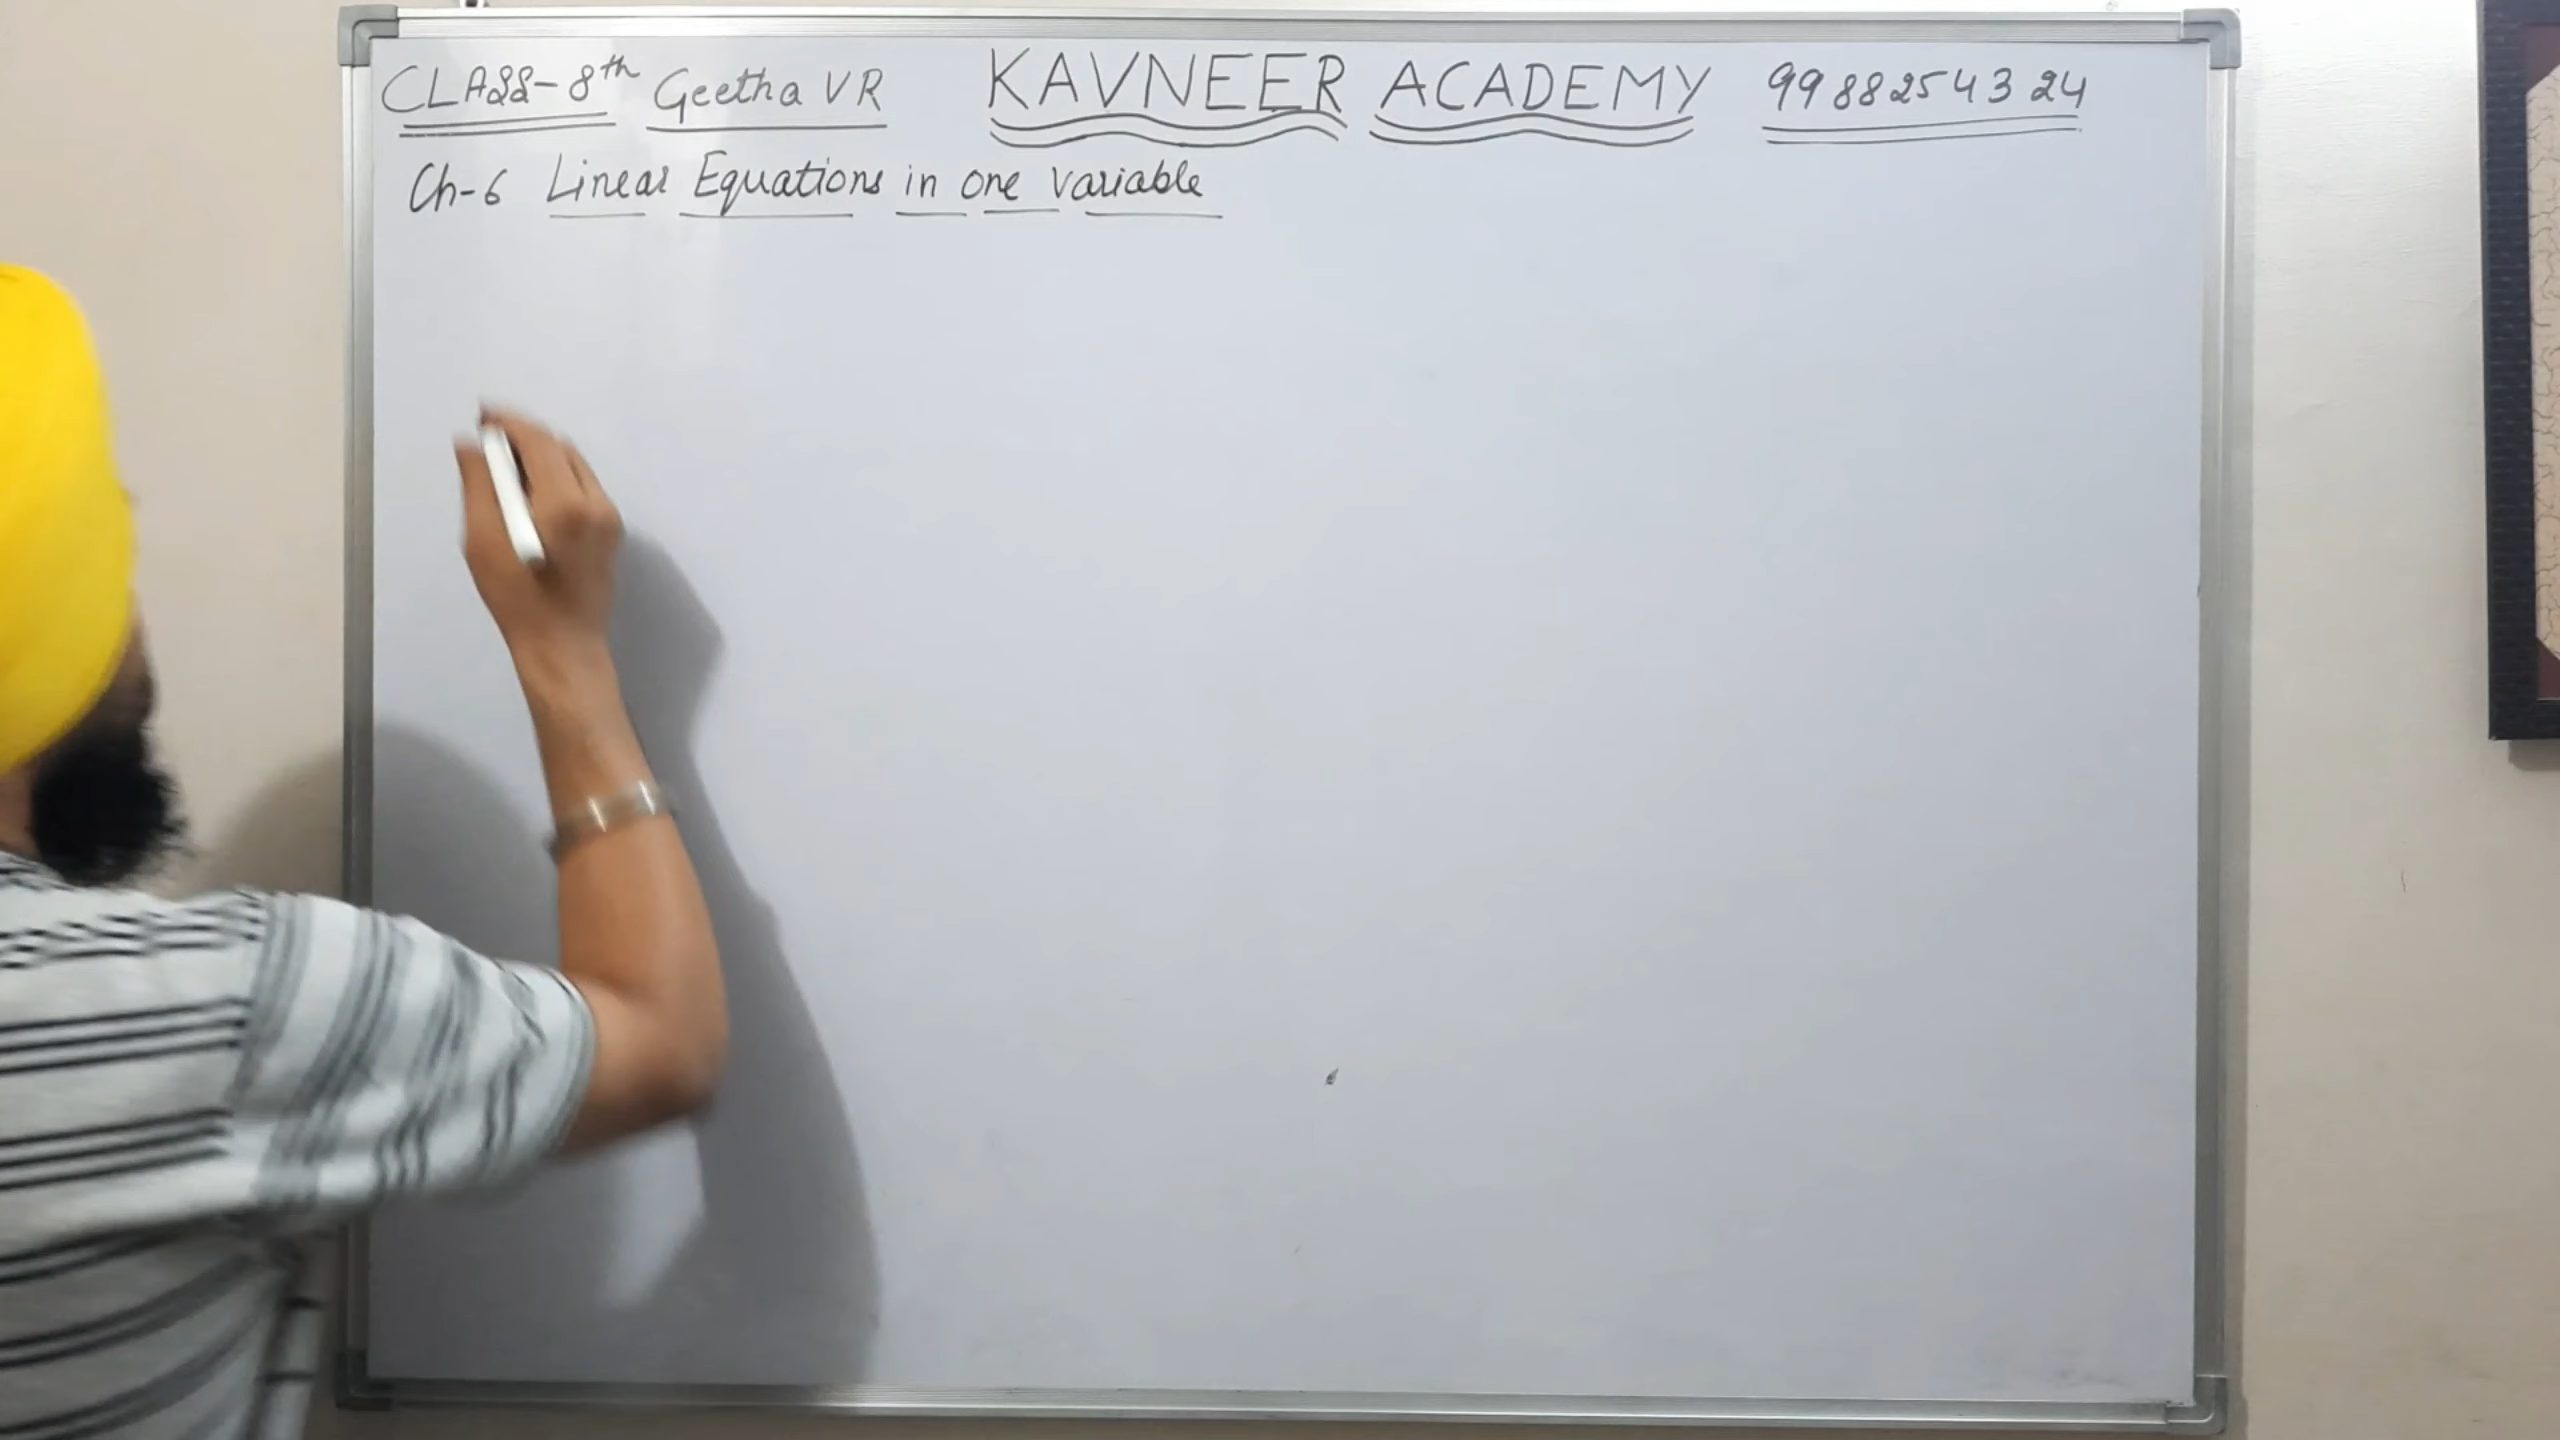 CLASS-8th Geetha VR KAVNEER ACADEMY 9988254324
Ch-6 Linear Equations in one variable